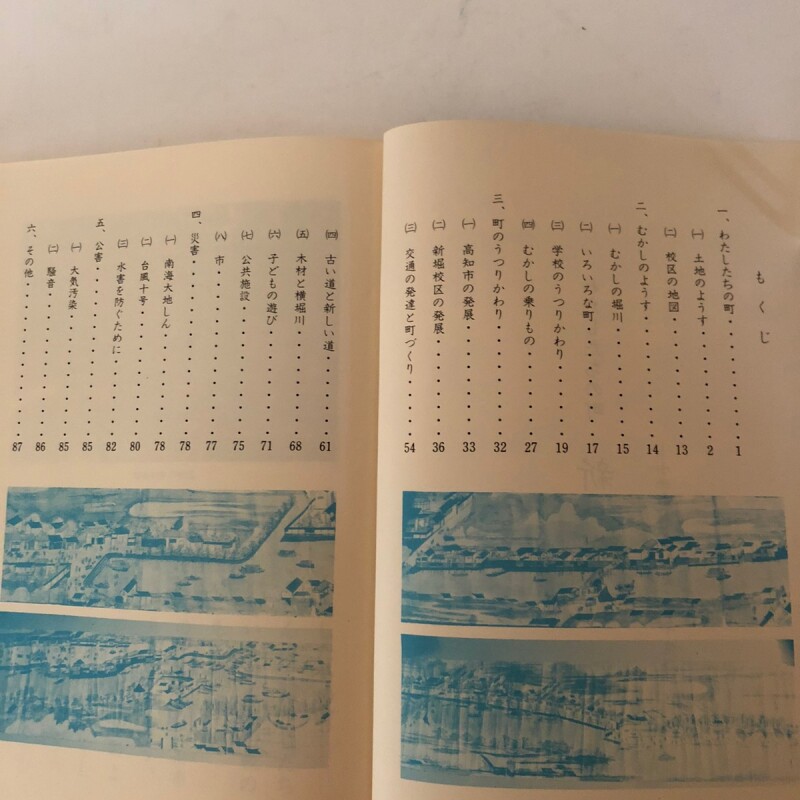 もくじ
一、わたしたちの町・・・・・・・・・・・・1
㈠ 土地のようす・・・・・・・・・・2
㈡ 校区の地図・・・・・・・・・・13
二、むかしのようす・・・・・・・・・・・14
㈠ むかしの堀川・・・・・・・・・・15
㈡ いろいろな町・・・・・・・・・・17
㈢ 学校のうつりかわり・・・・・・・19
㈣ むかしの乗りもの・・・・・・・・27
三、町のうつりかわり・・・・・・・・・・32
㈠ 高知市の発展・・・・・・・・・・33
㈡ 新堀校区の発展・・・・・・・・・36
㈢ 交通の発達と町づくり・・・・・・54
㈣ 古い道と新しい道・・・・・・・・61
㈤ 木材と横堀川・・・・・・・・・・68
㈥ 子どもの遊び・・・・・・・・・・71
㈦ 公共施設・・・・・・・・・・・・75
㈧ 市・・・・・・・・・・・・・・・77
四、災害・・・・・・・・・・・・・・・・78
㈠ 南海大地しん・・・・・・・・・・78
㈡ 台風十号・・・・・・・・・・・・80
㈢ 水害を防ぐために・・・・・・・・82
五、公害・・・・・・・・・・・・・・・・85
㈠ 大気汚染・・・・・・・・・・・・85
㈡ 騒音・・・・・・・・・・・・・・86
六、その他・・・・・・・・・・・・・・・87